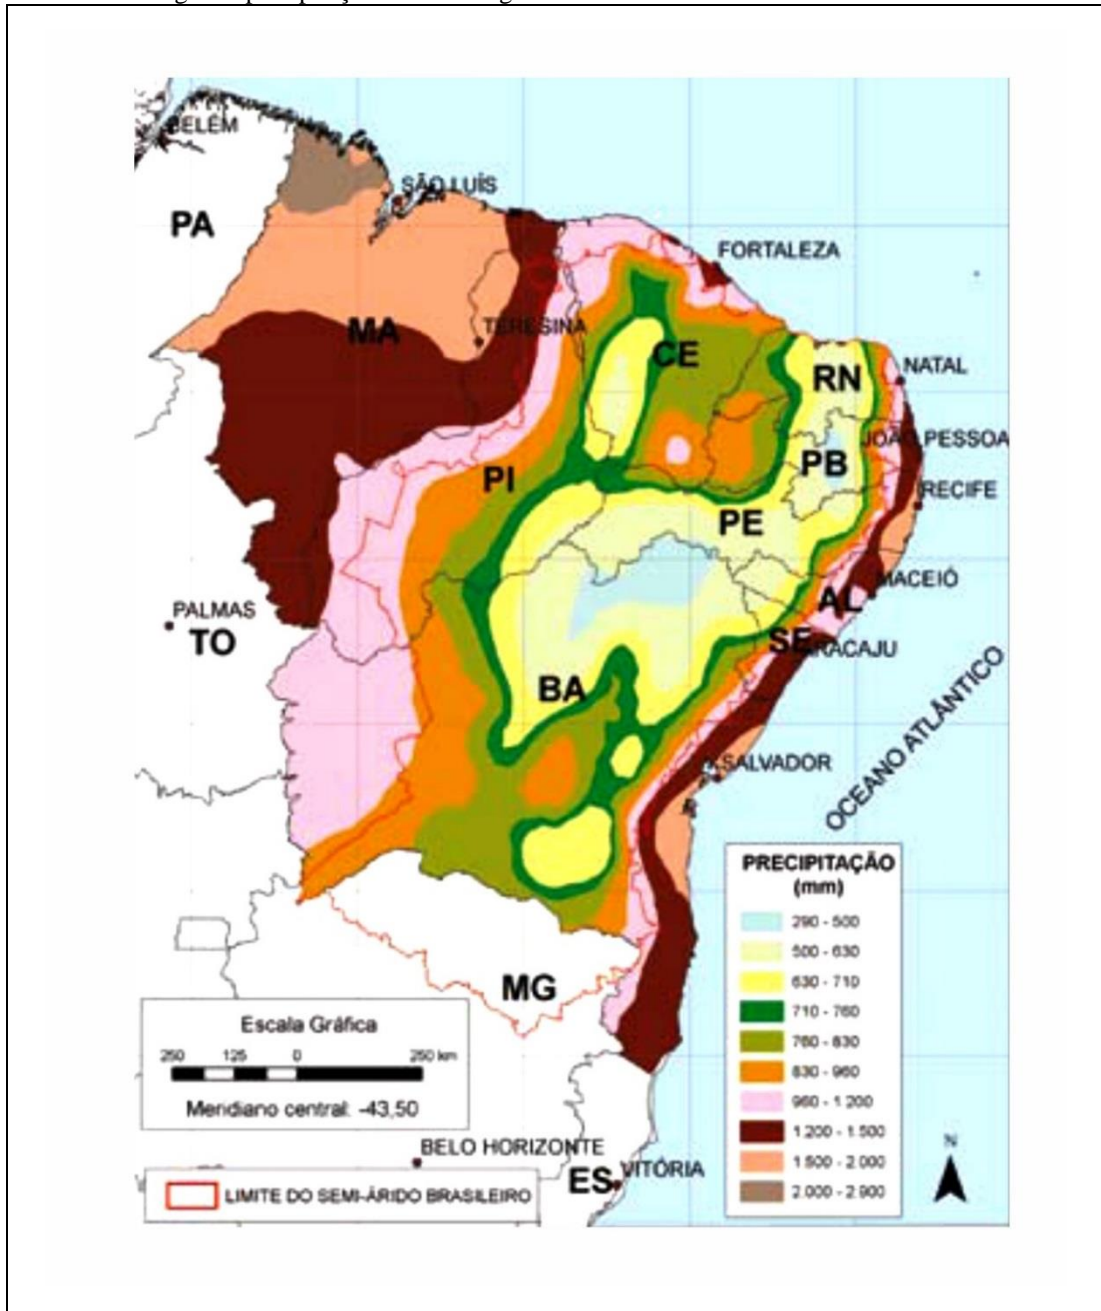 BELÉM
SÃO LUÍS
PA
FORTALEZA
MA
TERESINA
CE
RN
NATAL
JOÃO PESSOA
PB
PI
RECIFE
PE
MACEIÓ
AL
PALMAS
TO
SE
ARACAJU
BA
SALVADOR
OCEANO ATLÂNTICO
PRECIPITAÇÃO
(mm)
290 - 500
500 - 630
630 - 710
710 - 760
760 - 830
830 - 960
960 - 1.200
1.200 - 1.500
1.500 - 2.000
2.000 - 2.900
MG
Escala Gráfica
250 125 0 250 km
Meridiano central: -43,50
BELO HORIZONTE
N
ES
VITÓRIA
LIMITE DO SEMI-ÁRIDO BRASILEIRO